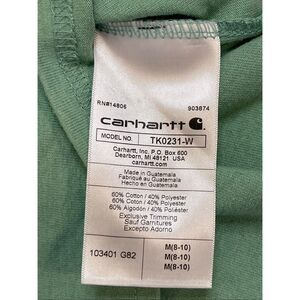 RN#14806 903874
carhartt
MODEL NO. TK0231-W
Carhartt, Inc. P.O. Box 600
Dearborn, MI 48121 USA
carhartt.com
Made in Guatemala
Fabriqué au Guatemala
Hecho en Guatemala
60% Cotton / 40% Polyester
60% Coton / 40% Polyester
60% Algodón / 40% Polyester
Exclusive Trimming
Sauf Garnitures
Excepto Adorno
103401 G82 M(8-10)
M(8-10)
M(8-10)